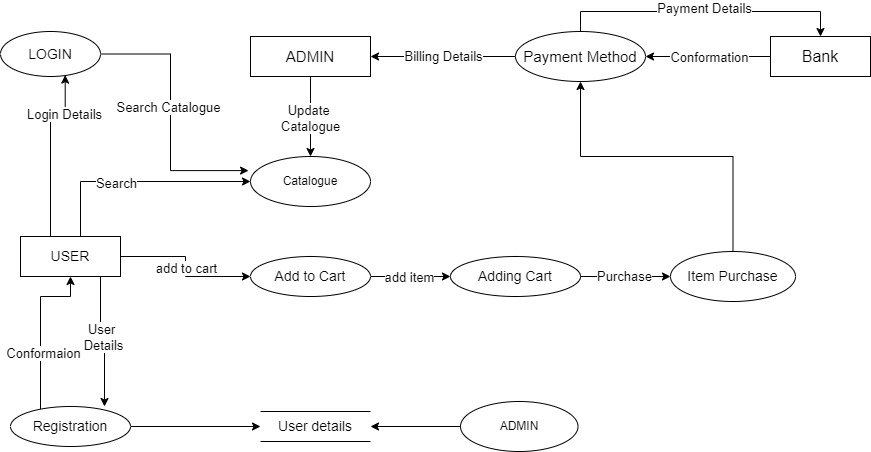 Payment Details
LOGIN
ADMIN
Billing Details
Payment Method
Conformation
Bank
Login Details
Search Catalogue
Update
Catalogue
Search
Catalogue
USER
add to cart
Add to Cart
add item
Adding Cart
Purchase
Item Purchase
User
Details
Conformaion
Registration
User details
ADMIN